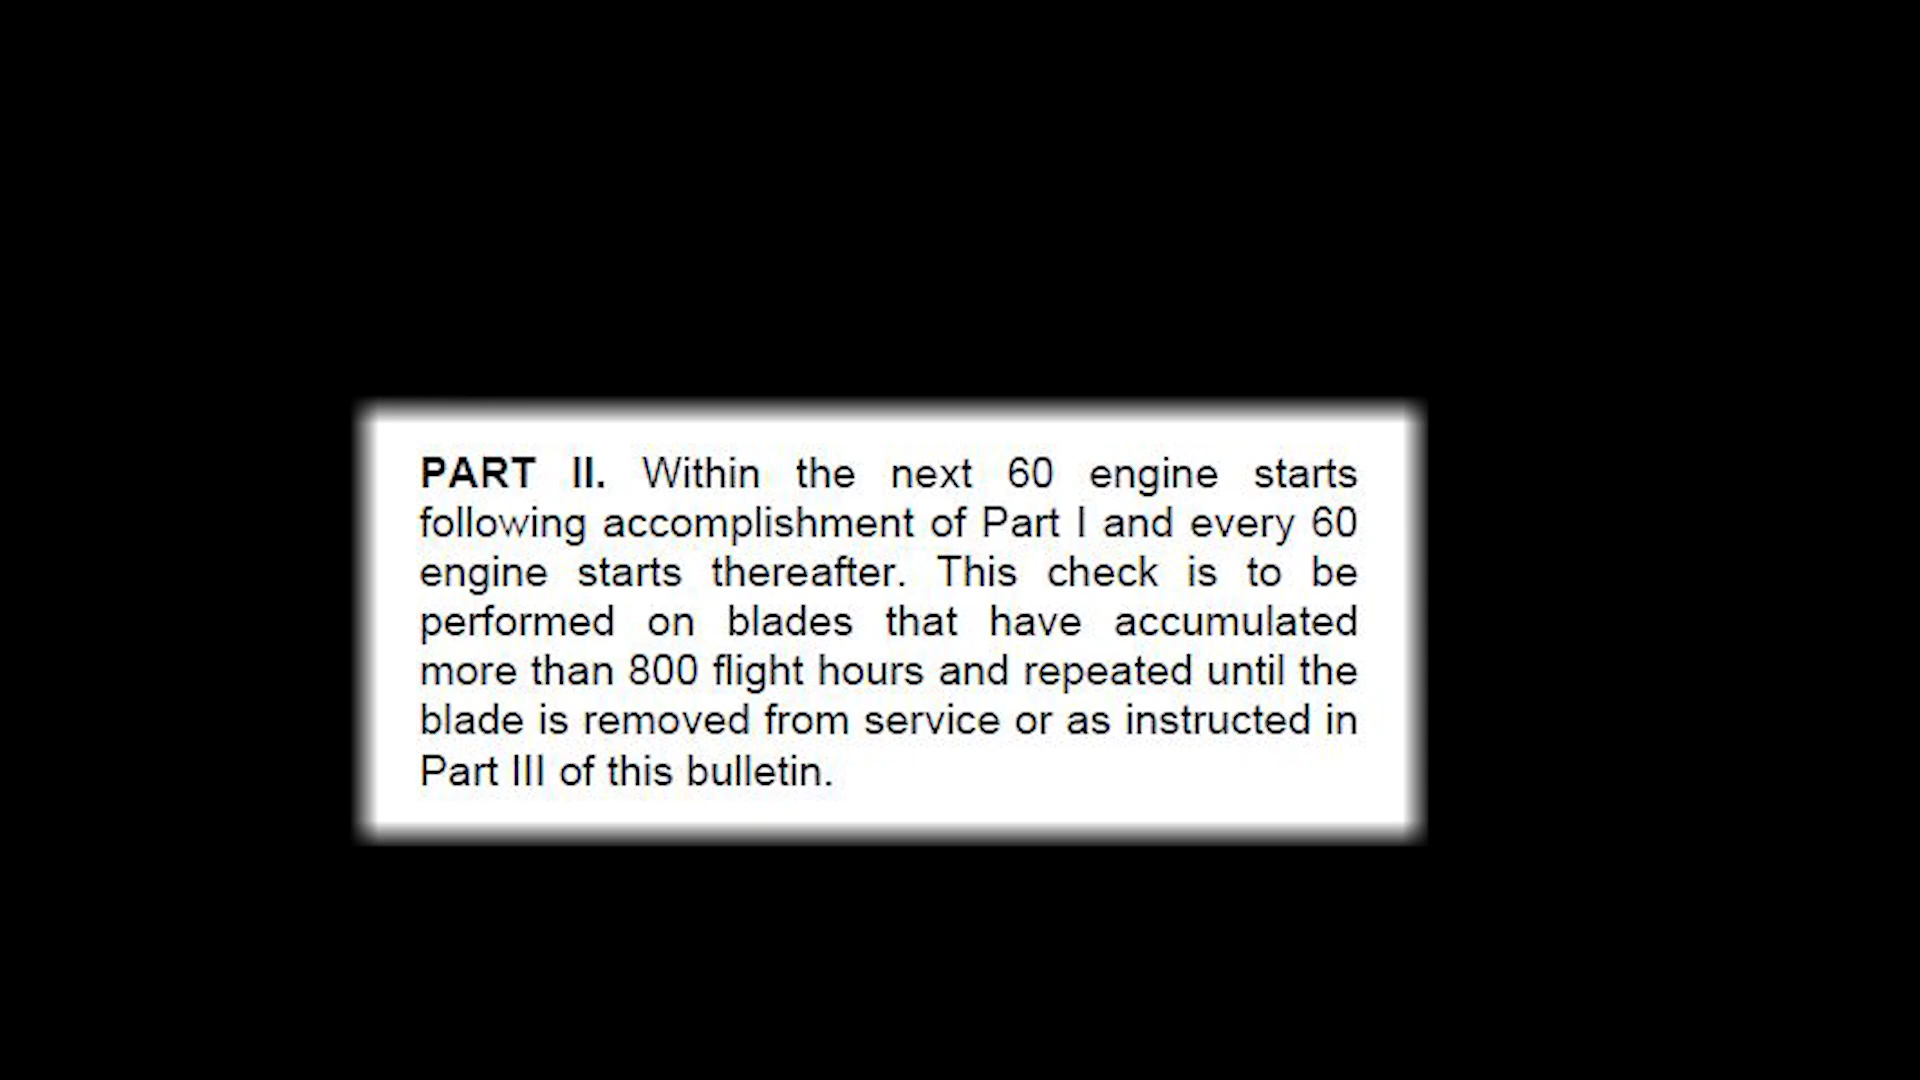 PART II. Within the next 60 engine starts
following accomplishment of Part I and every 60
engine starts thereafter. This check is to be
performed on blades that have accumulated
more than 800 flight hours and repeated until the
blade is removed from service or as instructed in
Part III of this bulletin.